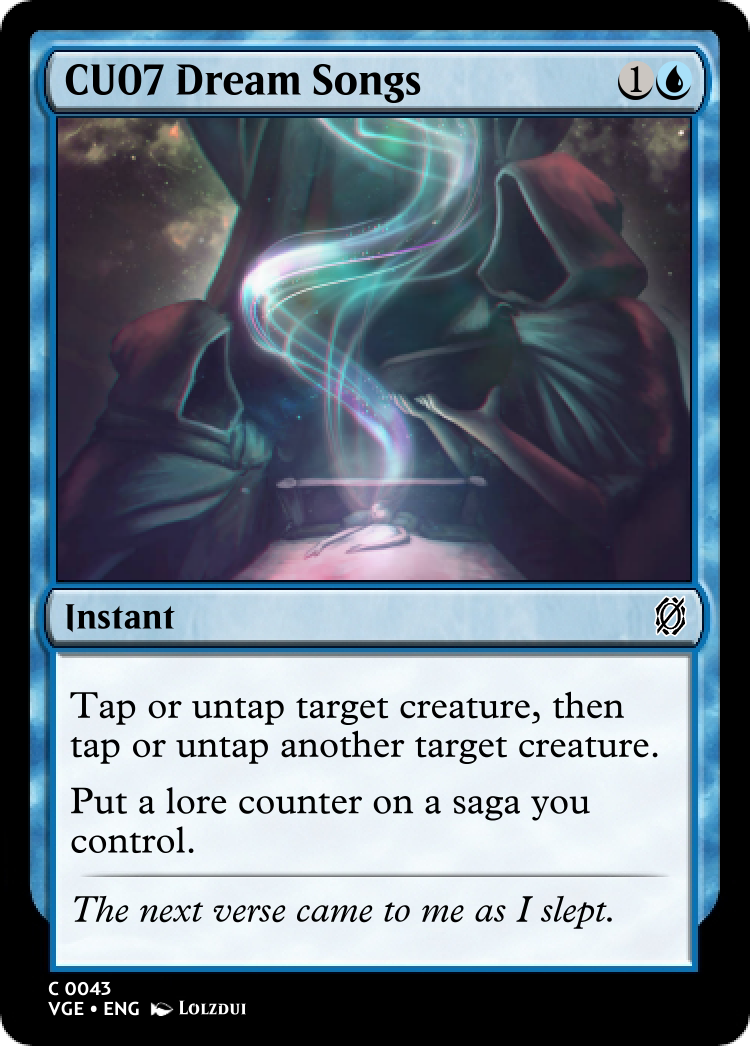 CU07 Dream Songs 1
Instant
Tap or untap target creature, then
tap or untap another target creature.
Put a lore counter on a saga you
control.
The next verse came to me as I slept.
C 0043
VGE • ENG Lolzdui